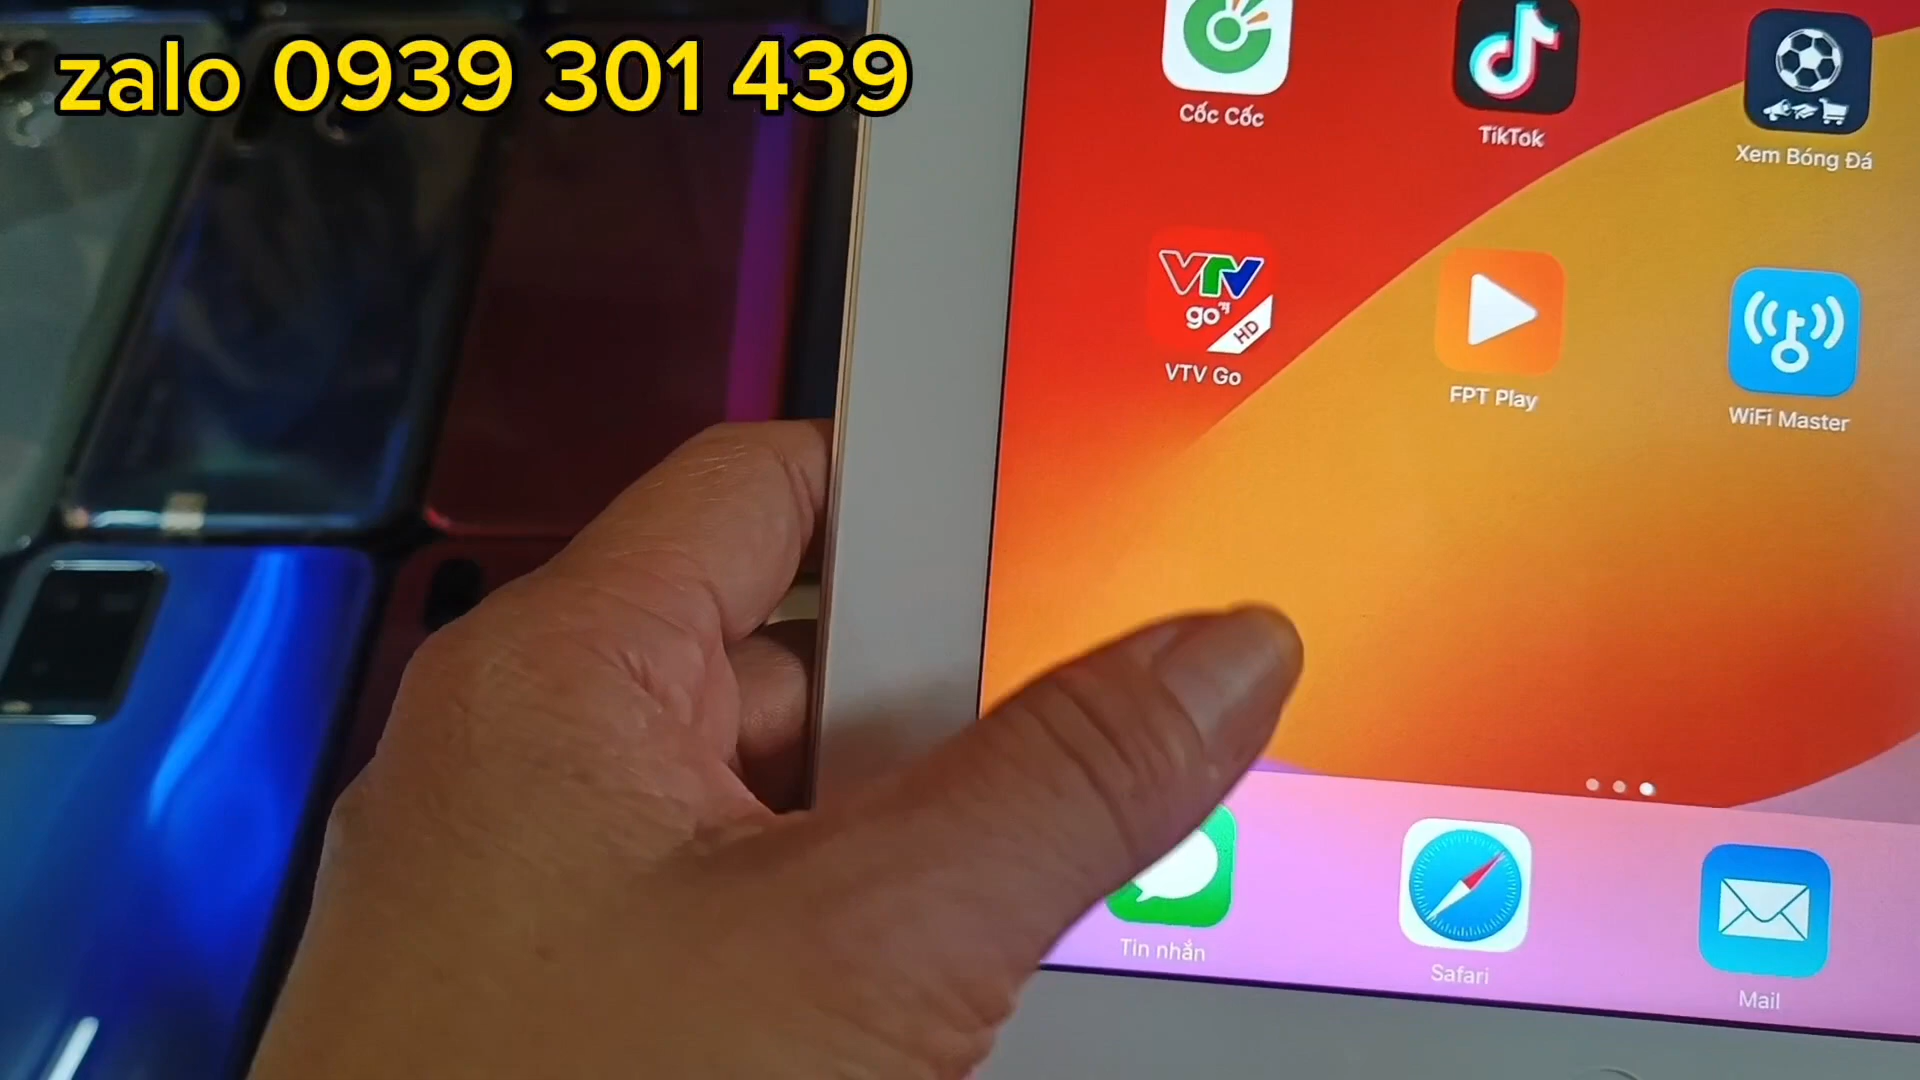 zalo 0939 301 439
Cốc Cốc
TikTok
Xem Bóng Đá
VTV
go
HD
VTV Go
FPT Play
WiFi Master
Tin nhắn
Safari
Mail